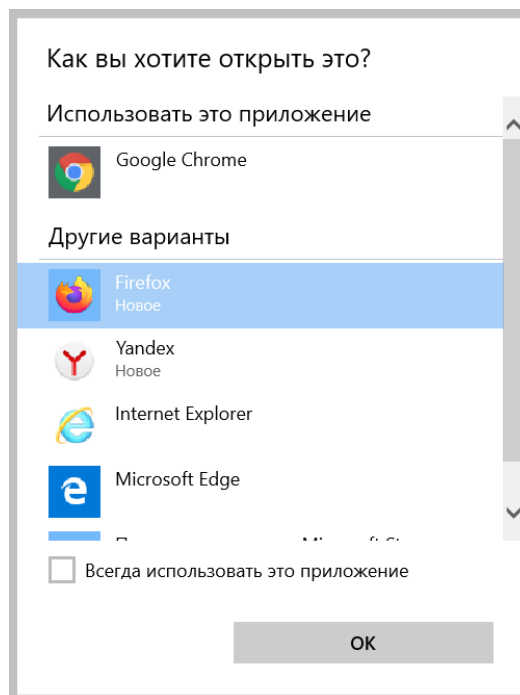 Как вы хотите открыть это?
Использовать это приложение
Google Chrome
Другие варианты
Firefox
Новое
Yandex
Новое
Internet Explorer
Microsoft Edge
Всегда использовать это приложение
ОК